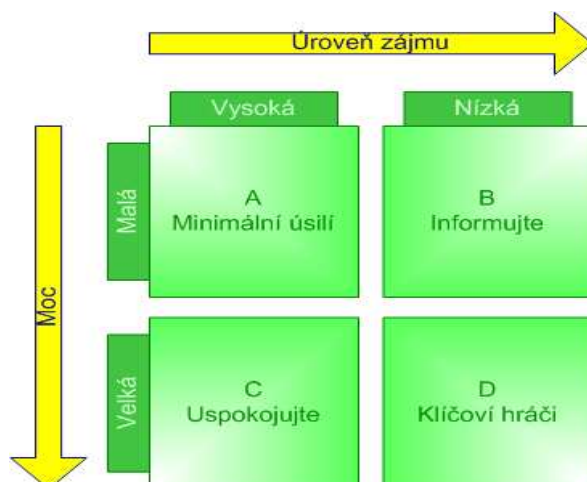 Úroveň zájmu
Vysoká
Nízká
Moc
Malá
A
Minimální úsilí
B
Informujte
Velká
C
Uspokojujte
D
Klíčoví hráči